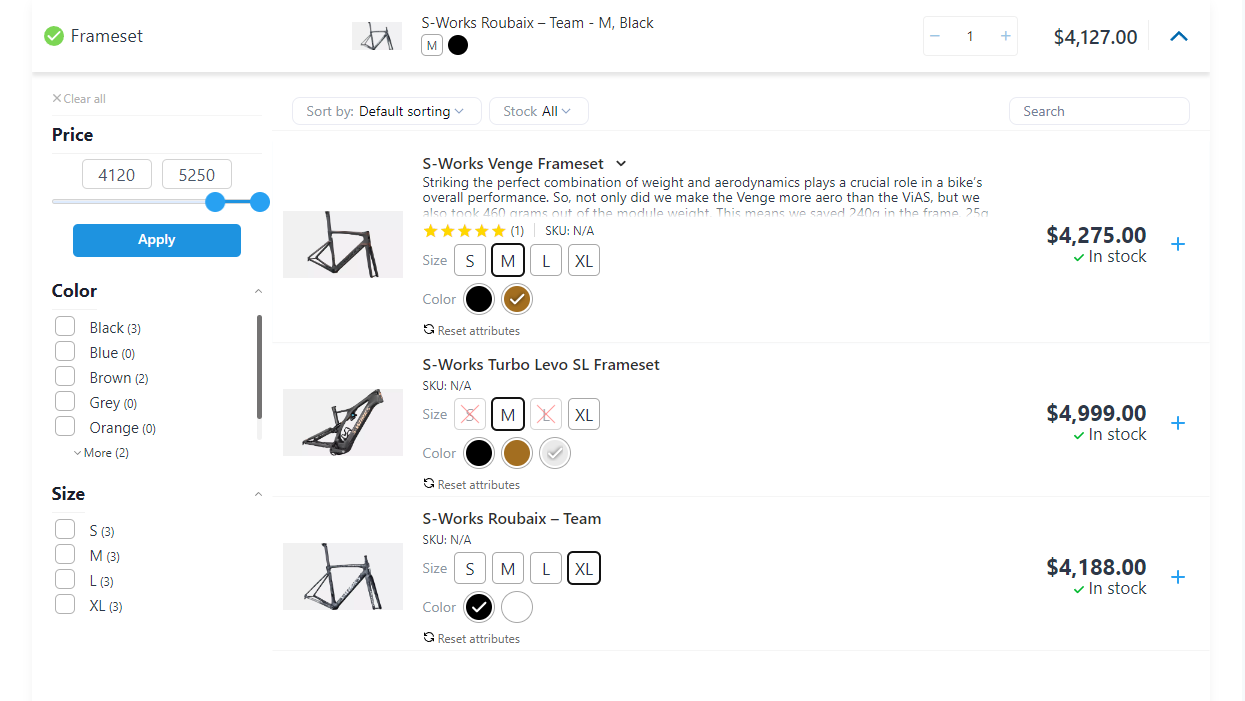 Frameset
S-Works Roubaix – Team - M, Black
M
1
$4,127.00
Clear all
Sort by: Default sorting
Stock All
Search
Price
4120 5250
Apply
Color
Black (3)
Blue (0)
Brown (2)
Grey (0)
Orange (0)
More (2)
Size
S (3)
M (3)
L (3)
XL (3)
S-Works Venge Frameset
Striking the perfect combination of weight and aerodynamics plays a crucial role in a bike’s
overall performance. So, not only did we make the Venge more aero than the ViAS, but we
also took 460 grams out of the module weight. This means we saved 240g in the frame, 25g
(1) SKU: N/A
Size S M L XL
Color
Reset attributes
$4,275.00
In stock
S-Works Turbo Levo SL Frameset
SKU: N/A
Size S M L XL
Color
Reset attributes
$4,999.00
In stock
S-Works Roubaix – Team
SKU: N/A
Size S M L XL
Color
Reset attributes
$4,188.00
In stock